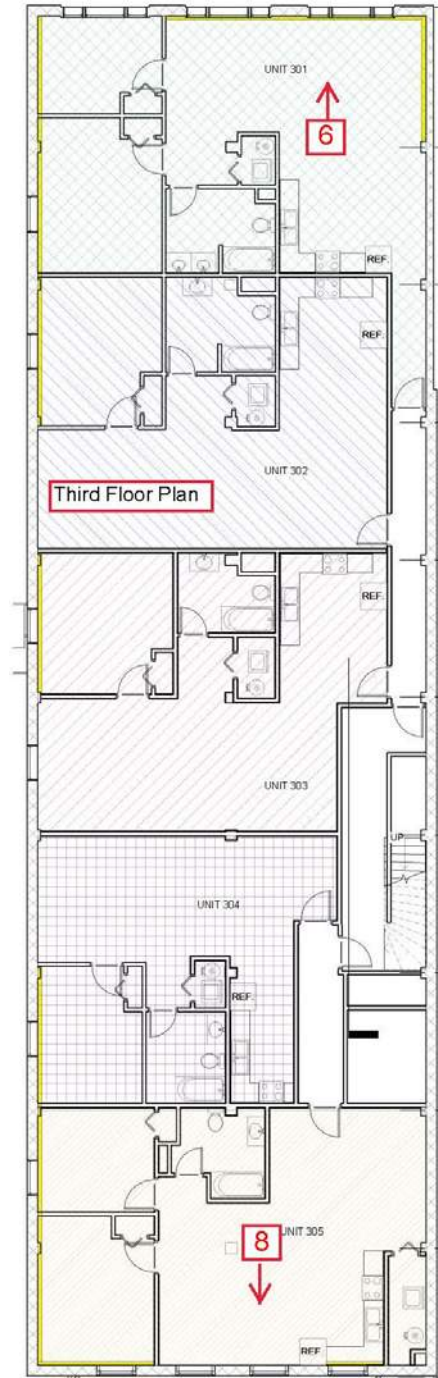 UNIT 301
6
REF.
REF.
UNIT 302
Third Floor Plan
REF.
UNIT 303
UP
UNIT 304
REF.
8
UNIT 305
REF.